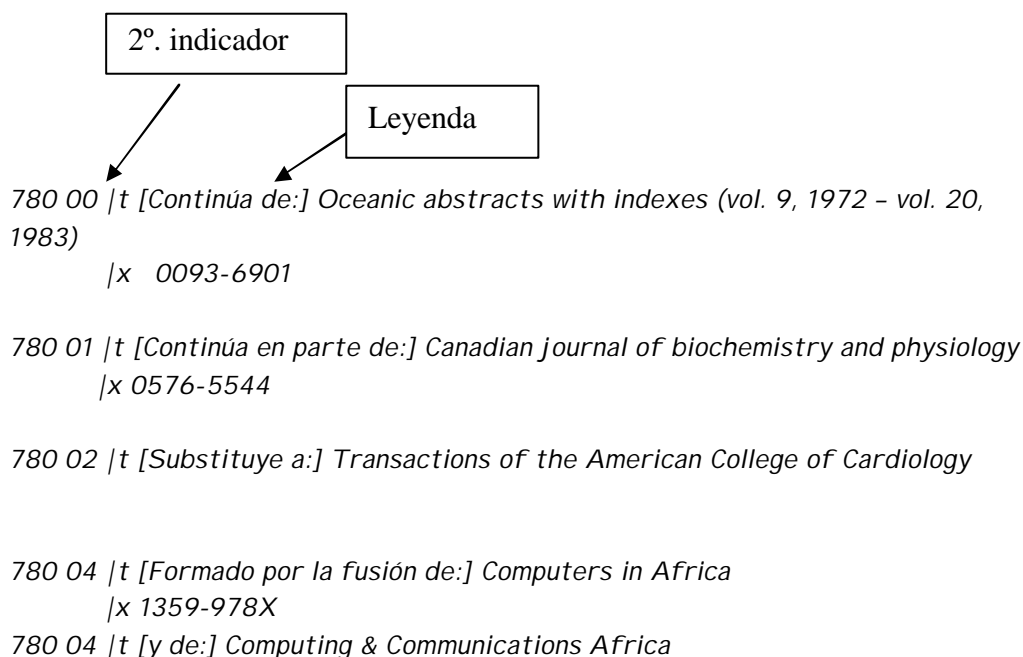 2º. indicador
Leyenda
780 00 |t [Continúa de:] Oceanic abstracts with indexes (vol. 9, 1972 – vol. 20,
1983)
|x 0093-6901
780 01 |t [Continúa en parte de:] Canadian journal of biochemistry and physiology
|x 0576-5544
780 02 |t [Substituye a:] Transactions of the American College of Cardiology
780 04 |t [Formado por la fusión de:] Computers in Africa
|x 1359-978X
780 04 |t [y de:] Computing & Communications Africa